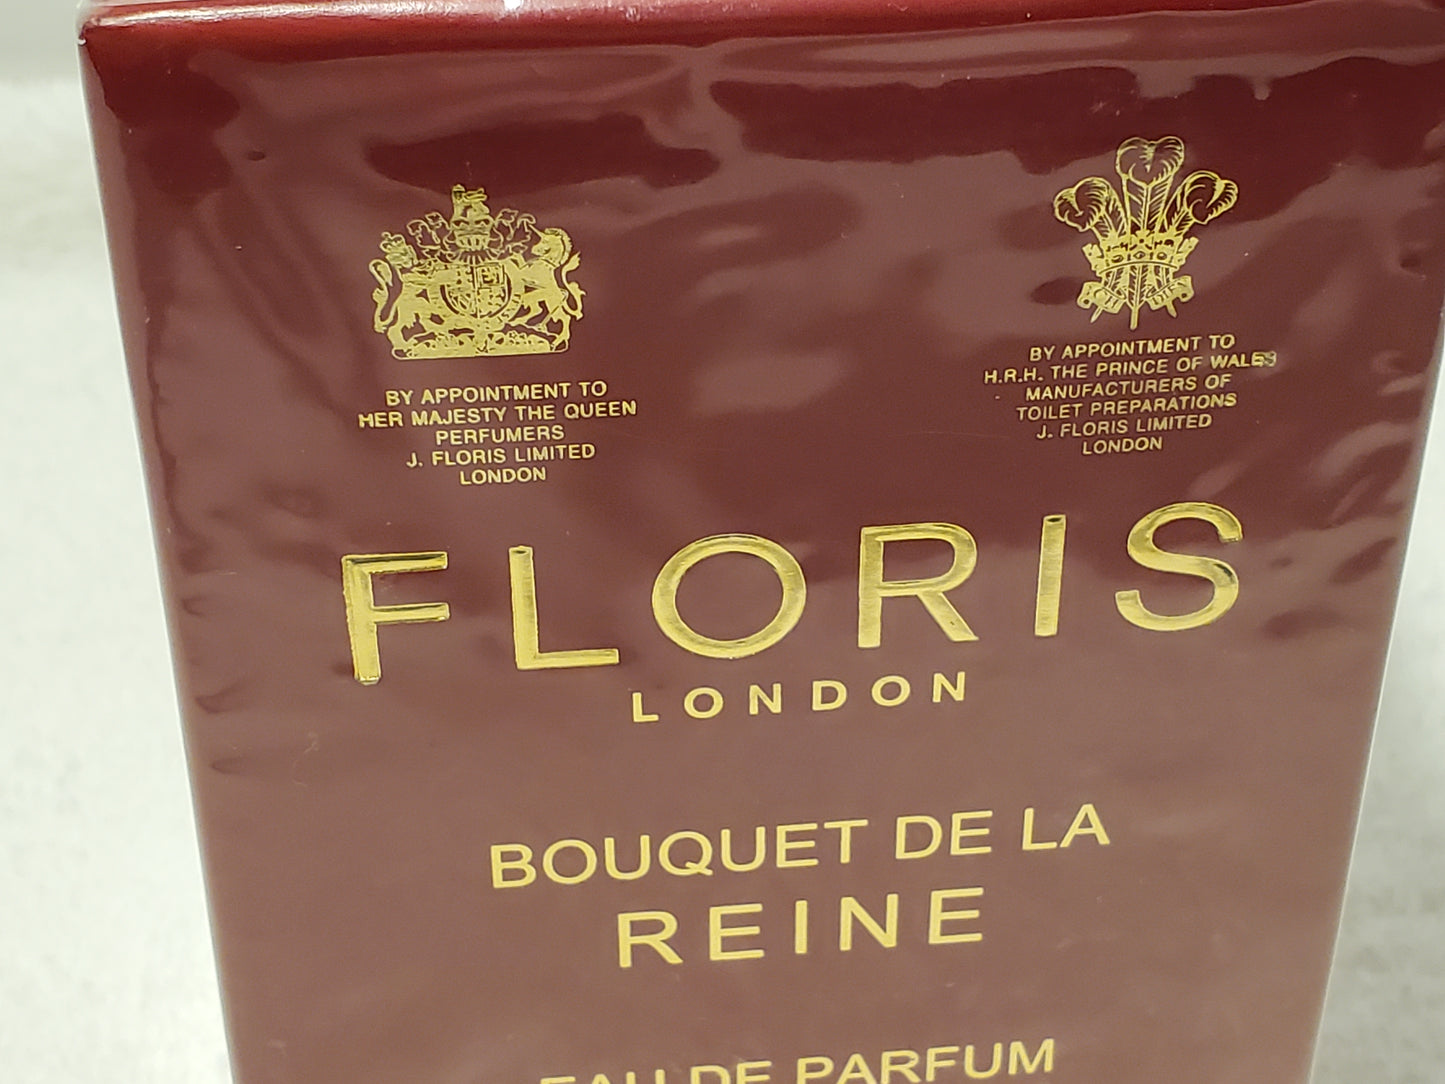 BY APPOINTMENT TO
HER MAJESTY THE QUEEN
PERFUMERS
J. FLORIS LIMITED
LONDON
BY APPOINTMENT TO
H.R.H. THE PRINCE OF WALES
MANUFACTURERS OF
TOILET PREPARATIONS
J. FLORIS LIMITED
LONDON
FLORIS
LONDON
BOUQUET DE LA
REINE
EAU DE PARFUM